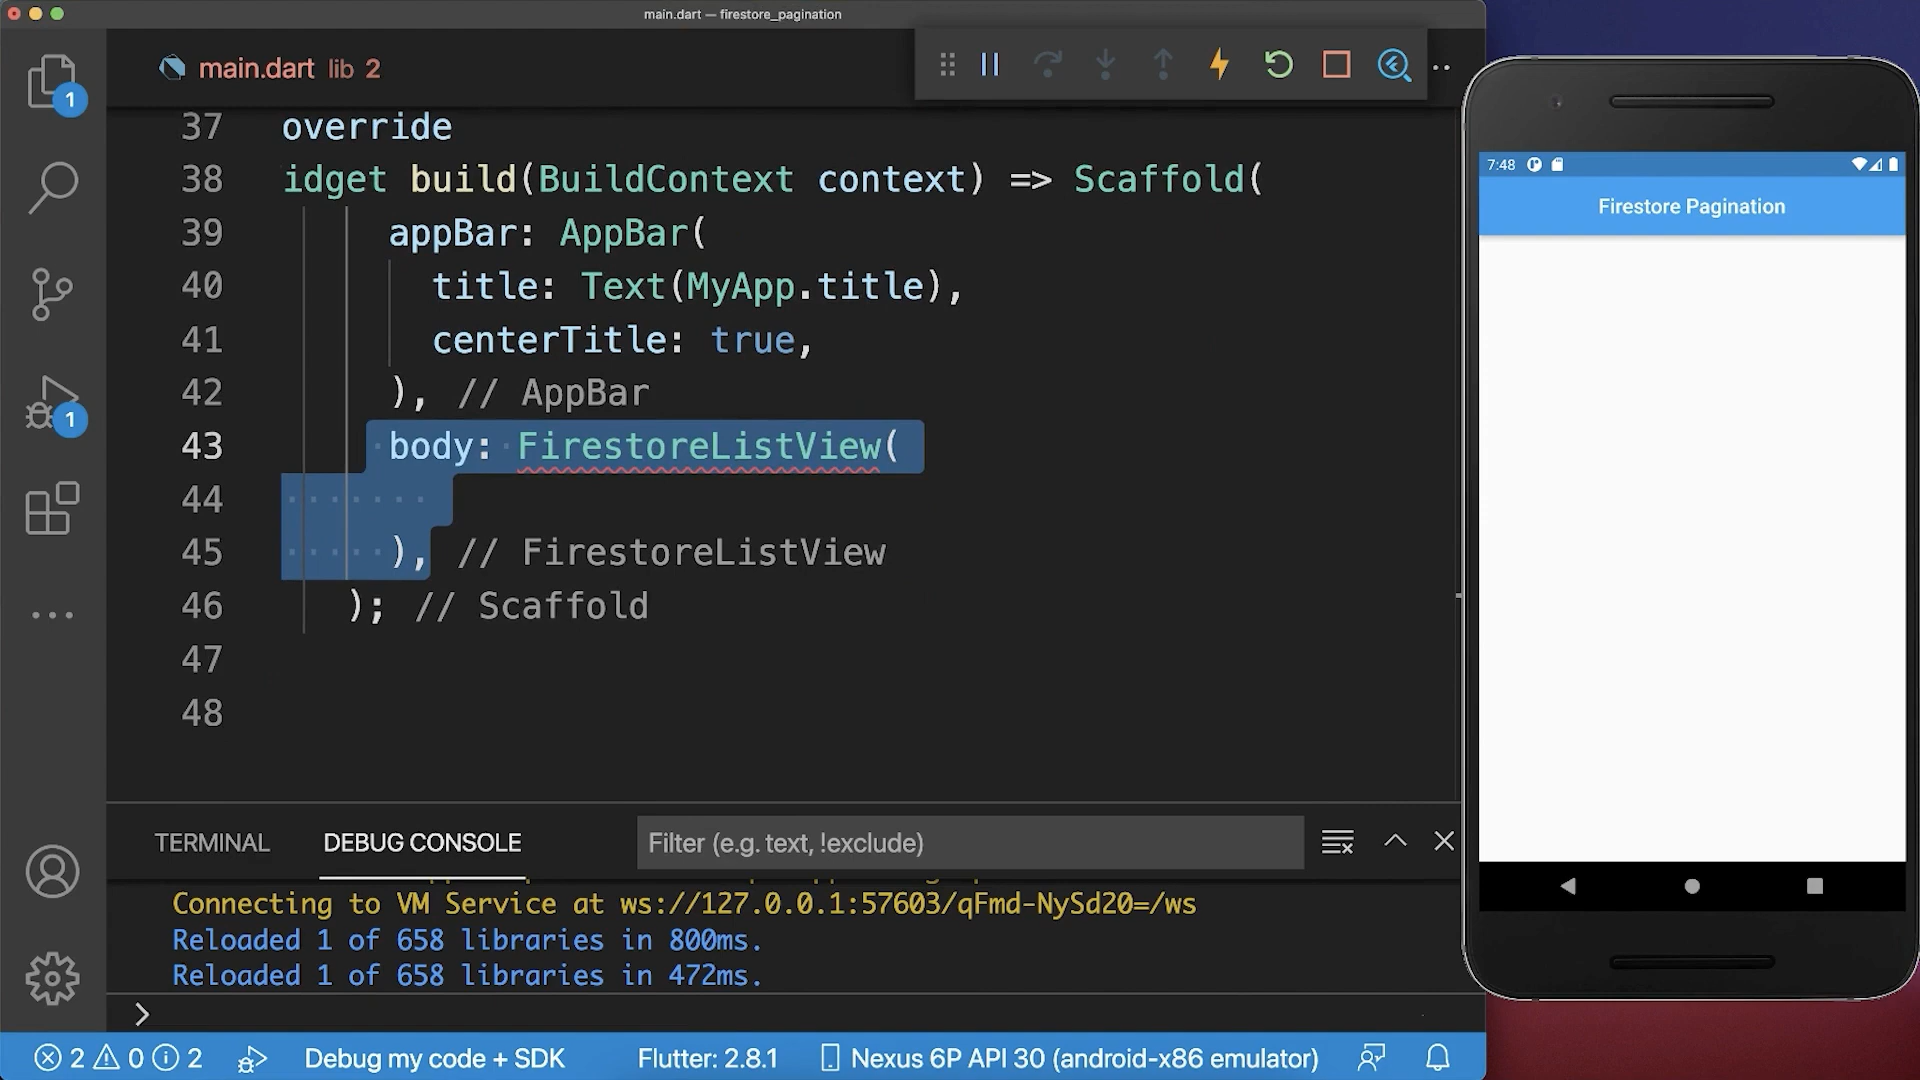 main.dart — firestore_pagination
1
main.dart lib 2
37 override
38 idget build(BuildContext context) => Scaffold(
39 appBar: AppBar(
40 title: Text(MyApp.title),
41 centerTitle: true,
42 ), // AppBar
43 body: FirestoreListView(
44
45 ), // FirestoreListView
46 ); // Scaffold
47
48
1
TERMINAL DEBUG CONSOLE Filter (e.g. text, !exclude)
Connecting to VM Service at ws://127.0.0.1:57603/qFmd-NySd20=/ws
Reloaded 1 of 658 libraries in 800ms.
Reloaded 1 of 658 libraries in 472ms.
2 0 2 Debug my code + SDK Flutter: 2.8.1 Nexus 6P API 30 (android-x86 emulator)
7:48
Firestore Pagination